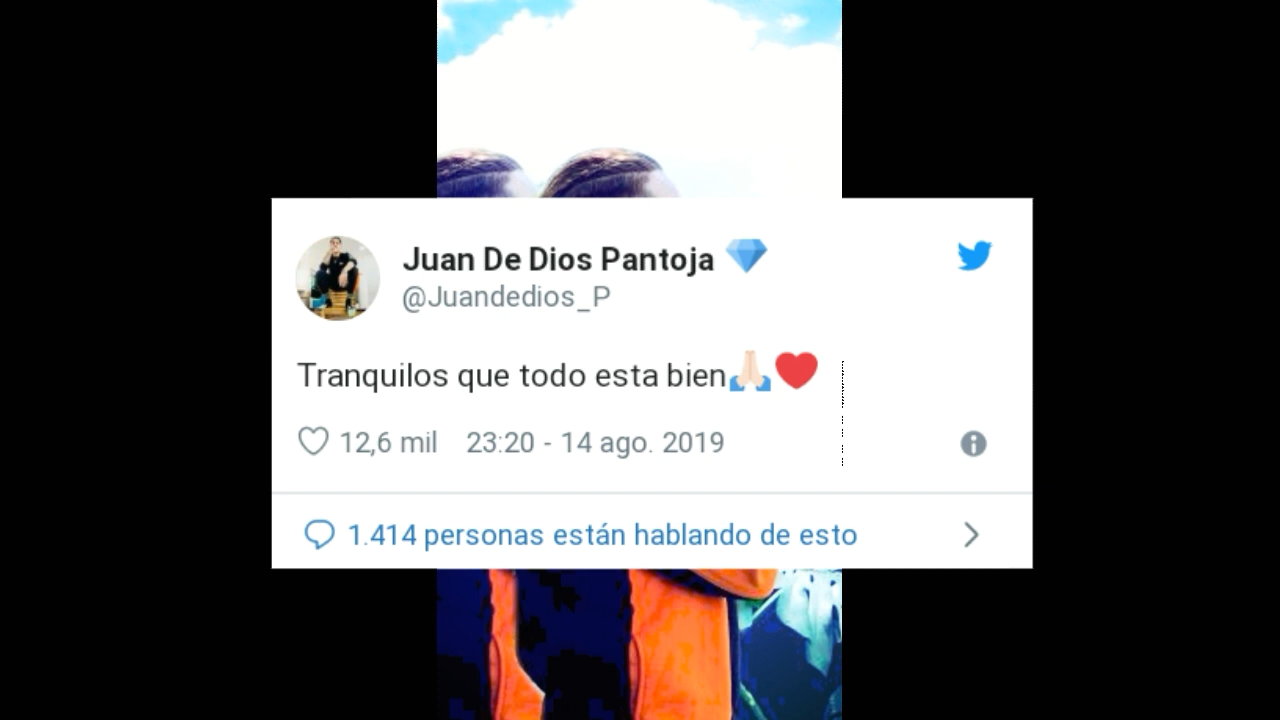 Juan De Dios Pantoja 💎
@Juandedios_P
Tranquilos que todo esta bien🙏🏻❤️
12,6 mil 23:20 - 14 ago. 2019
1.414 personas están hablando de esto